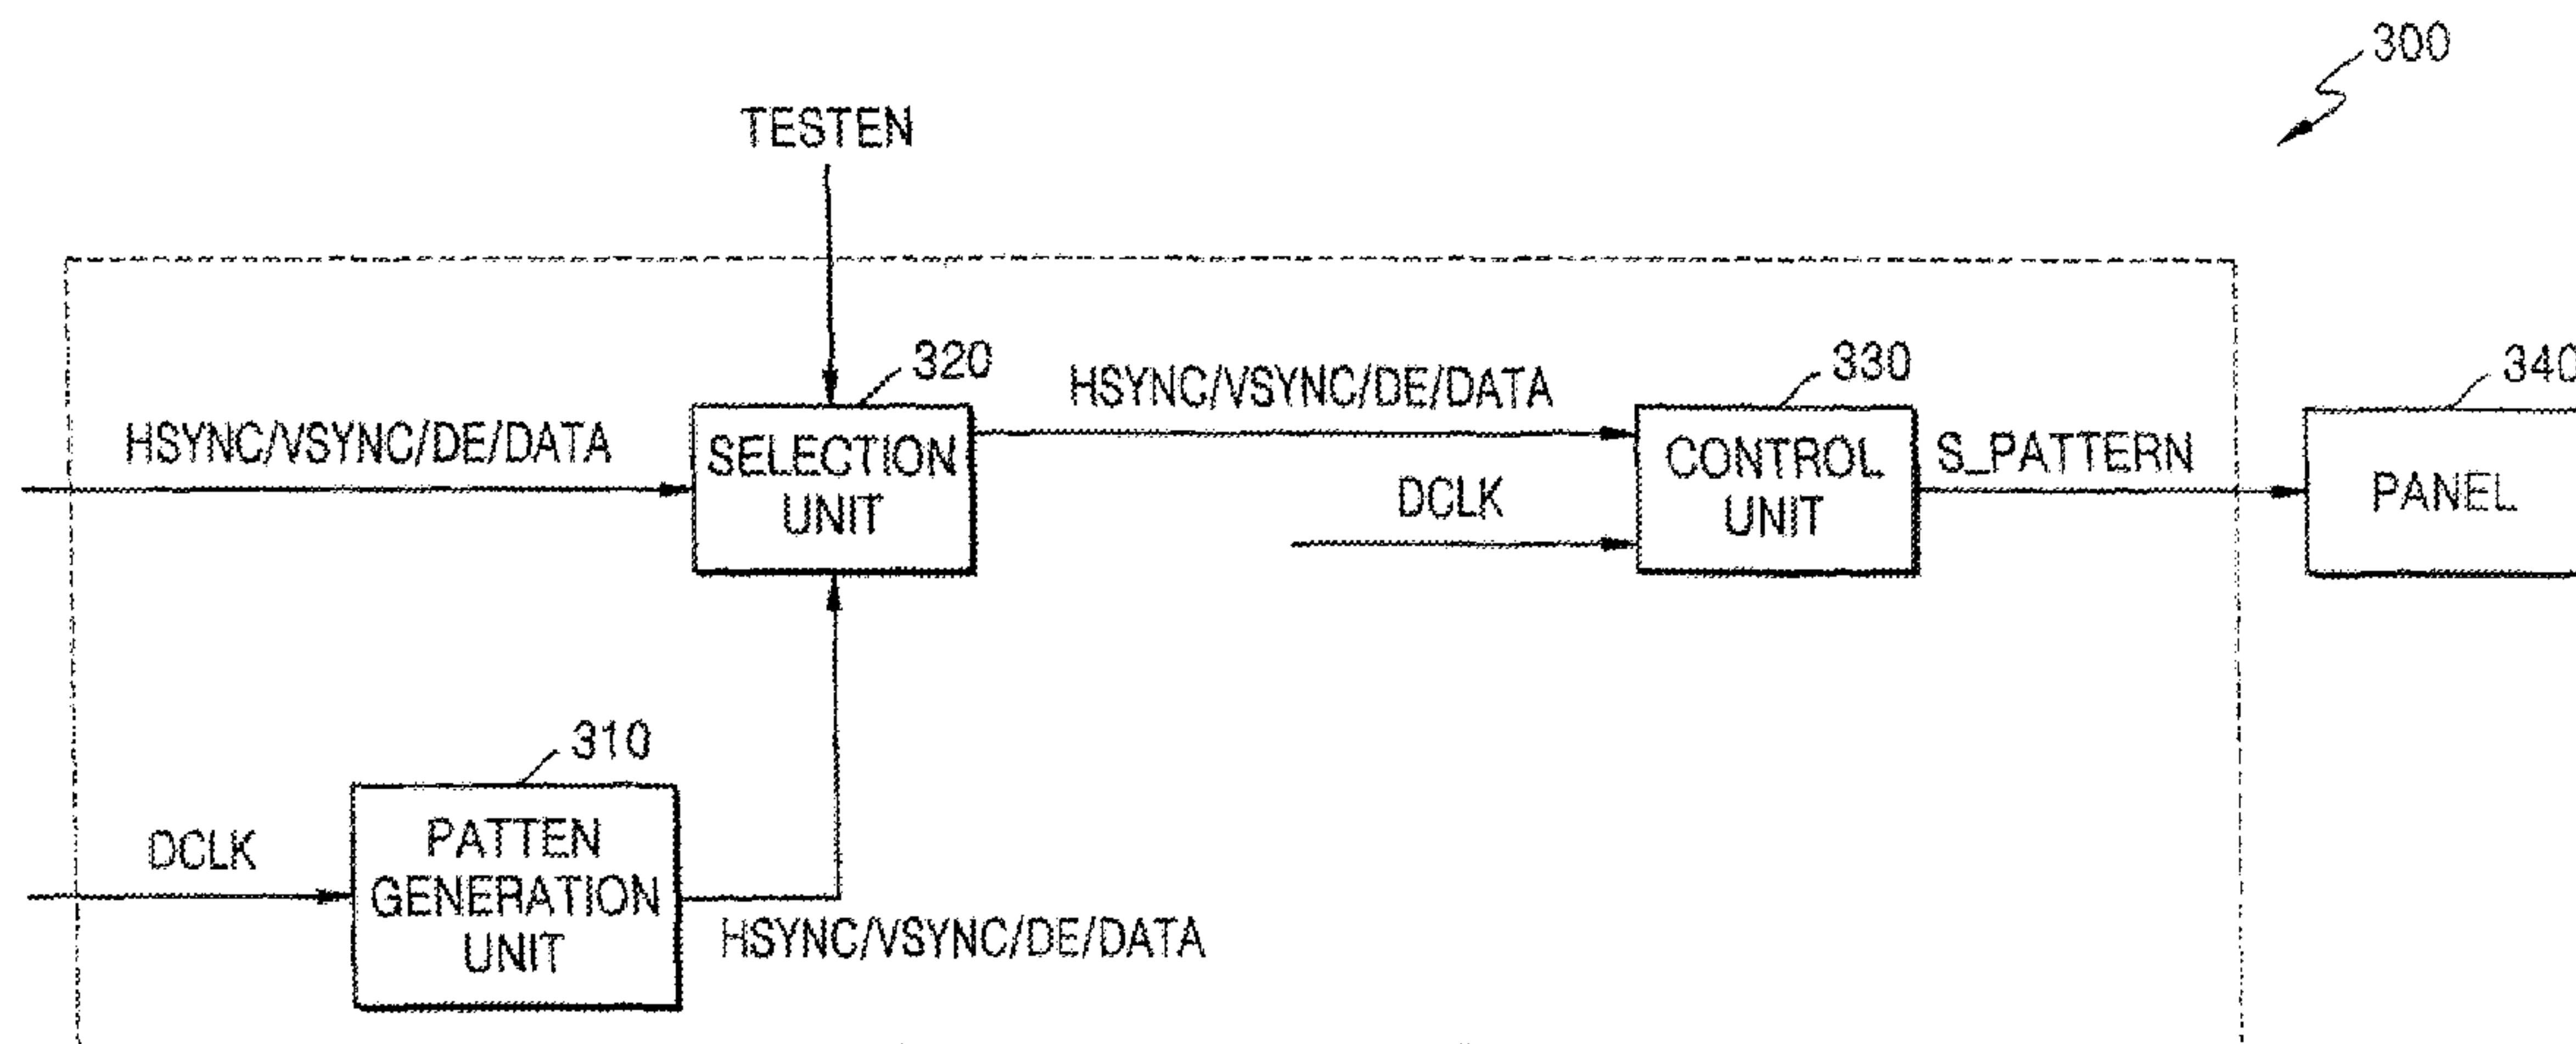 300
TESTEN
320
HSYNC/VSYNC/DE/DATA
330
340
HSYNC/VSYNC/DE/DATA
SELECTION
UNIT
DCLK
CONTROL
UNIT
S_PATTERN
PANEL
310
DCLK
PATTEN
GENERATION
UNIT
HSYNC/VSYNC/DE/DATA